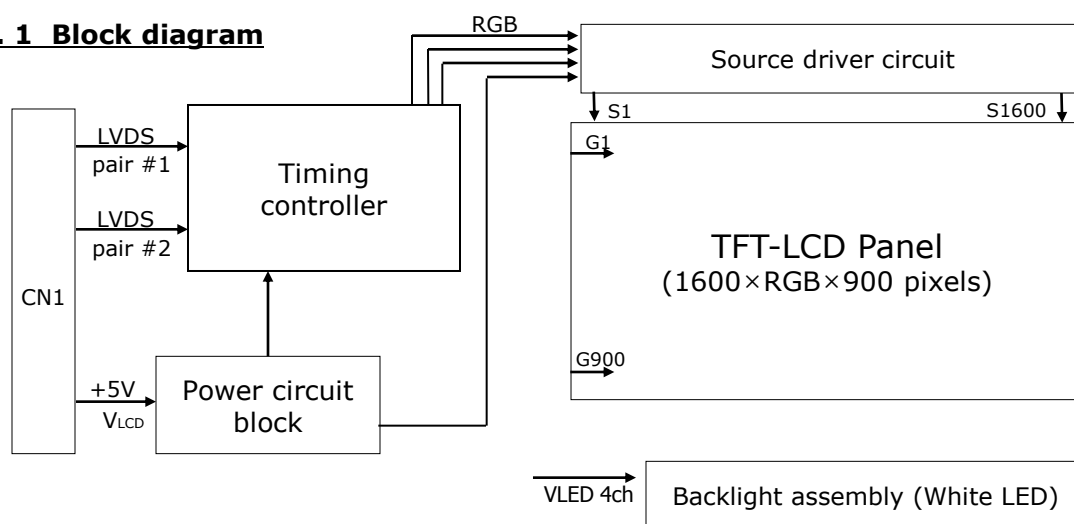 . 1 Block diagram
RGB
Source driver circuit
S1
S1600
LVDS
pair #1
LVDS
pair #2
Timing
controller
G1
TFT-LCD Panel
(1600×RGB×900 pixels)
CN1
G900
+5V
VLCD
Power circuit
block
VLED 4ch
Backlight assembly (White LED)